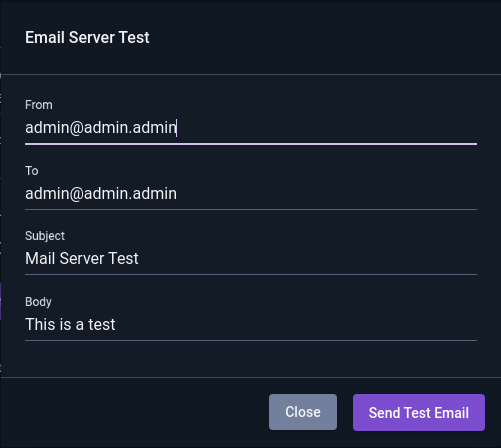 Email Server Test
From
admin@admin.admin
To
admin@admin.admin
Subject
Mail Server Test
Body
This is a test
Close
Send Test Email